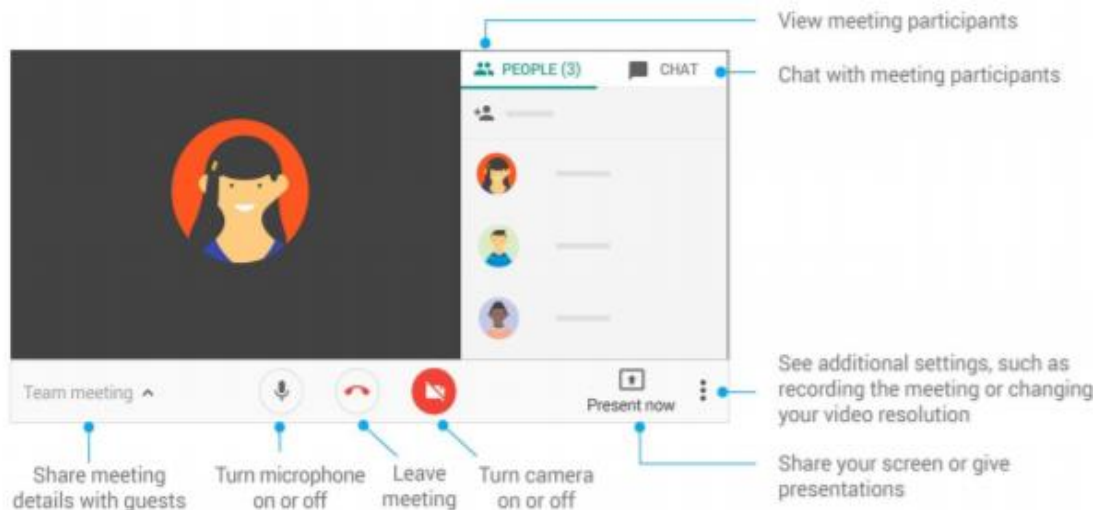 View meeting participants
PEOPLE (3)
CHAT
Chat with meeting participants
Team meeting
Present now
See additional settings, such as
recording the meeting or changing
your video resolution
Share meeting
details with guests
Turn microphone
on or off
Leave
meeting
Turn camera
on or off
Share your screen or give
presentations